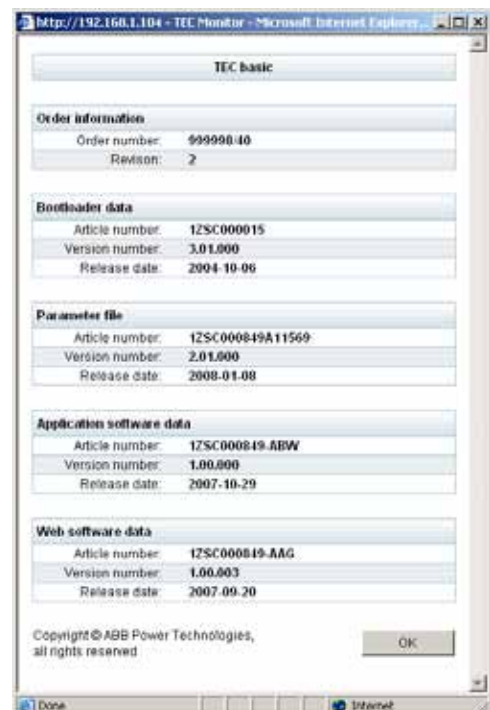 http://192.168.1.104 - TEC Monitor - Microsoft Internet Explorer...
TEC basic
Order information
Order number: 999998/40
Revison: 2
Bootloader data
Article number: 1ZSC000015
Version number: 3.01.000
Release date: 2004-10-06
Parameter file
Article number: 1ZSC000849A11569
Version number: 2.01.000
Release date: 2008-01-08
Application software data
Article number: 1ZSC000849-ABW
Version number: 1.00.000
Release date: 2007-10-29
Web software data
Article number: 1ZSC000849-AAG
Version number: 1.00.003
Release date: 2007-09-20
Copyright © ABB Power Technologies,
all rights reserved
OK
Done
Internet